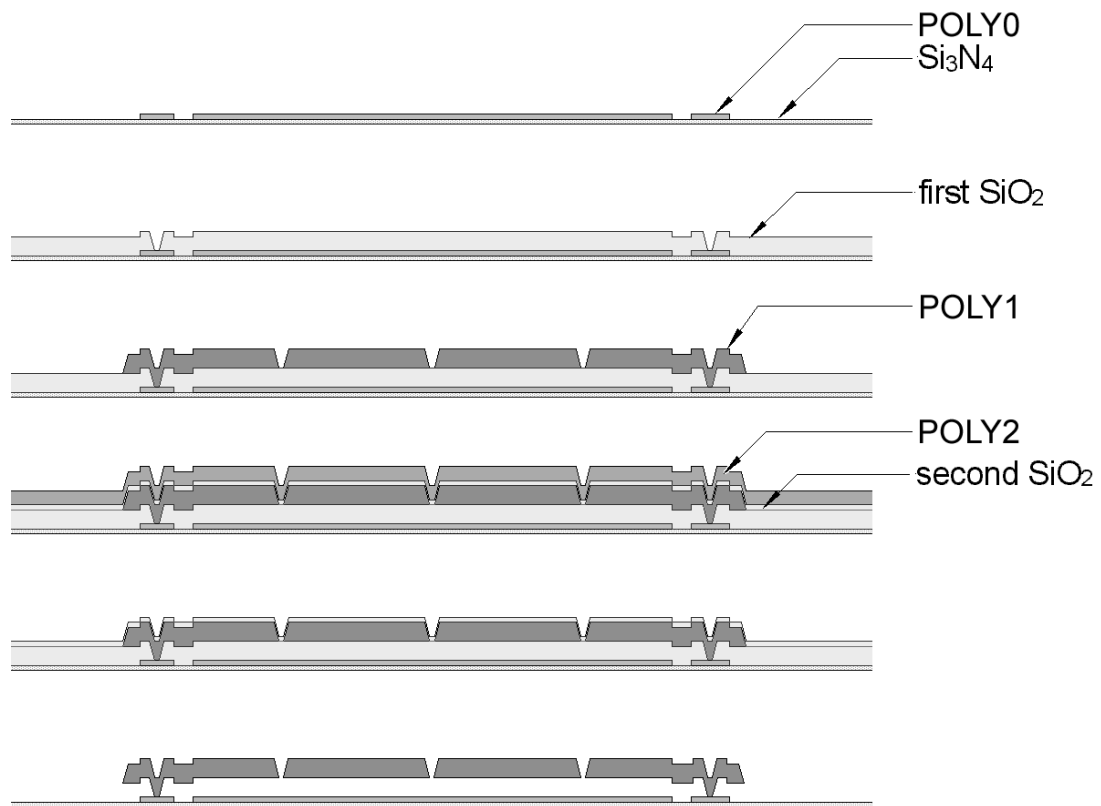 POLY0
Si₃N₄
first SiO₂
POLY1
POLY2
second SiO₂